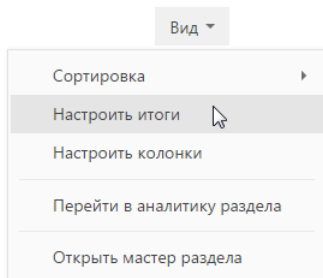 Вид
Сортировка
Настроить итоги
Настроить колонки
Перейти в аналитику раздела
Открыть мастер раздела